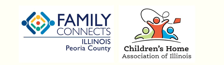 FAMILY
CONNECTS
ILLINOIS
Peoria County
Children's Home
Association of Illinois